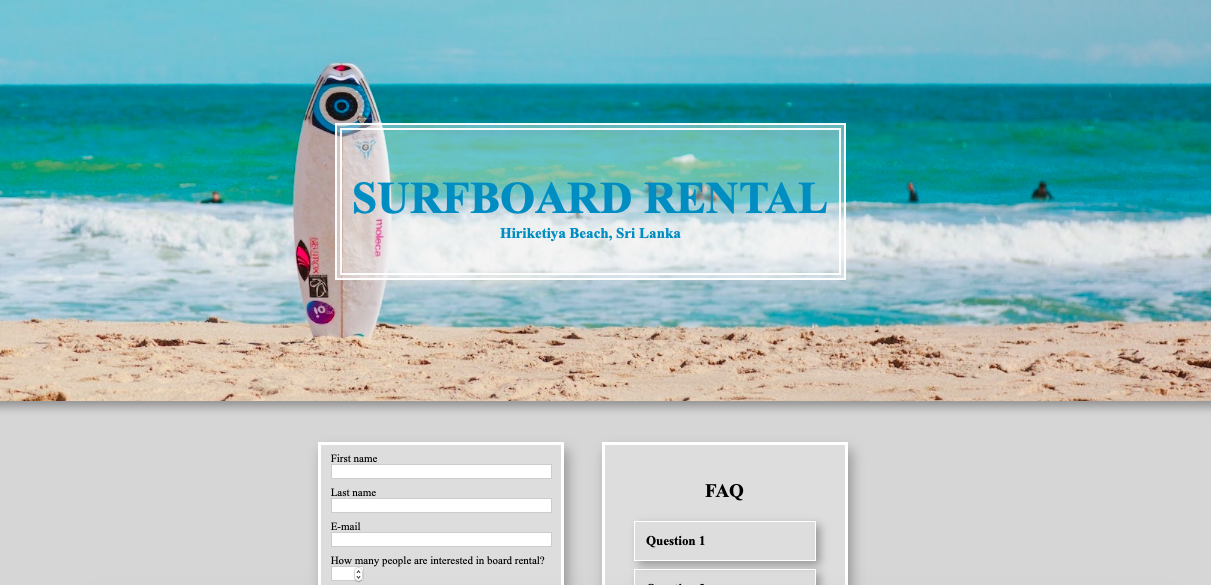 SURFBOARD RENTAL
Hiriketiya Beach, Sri Lanka
moleca
First name
Last name
E-mail
How many people are interested in board rental?
FAQ
Question 1